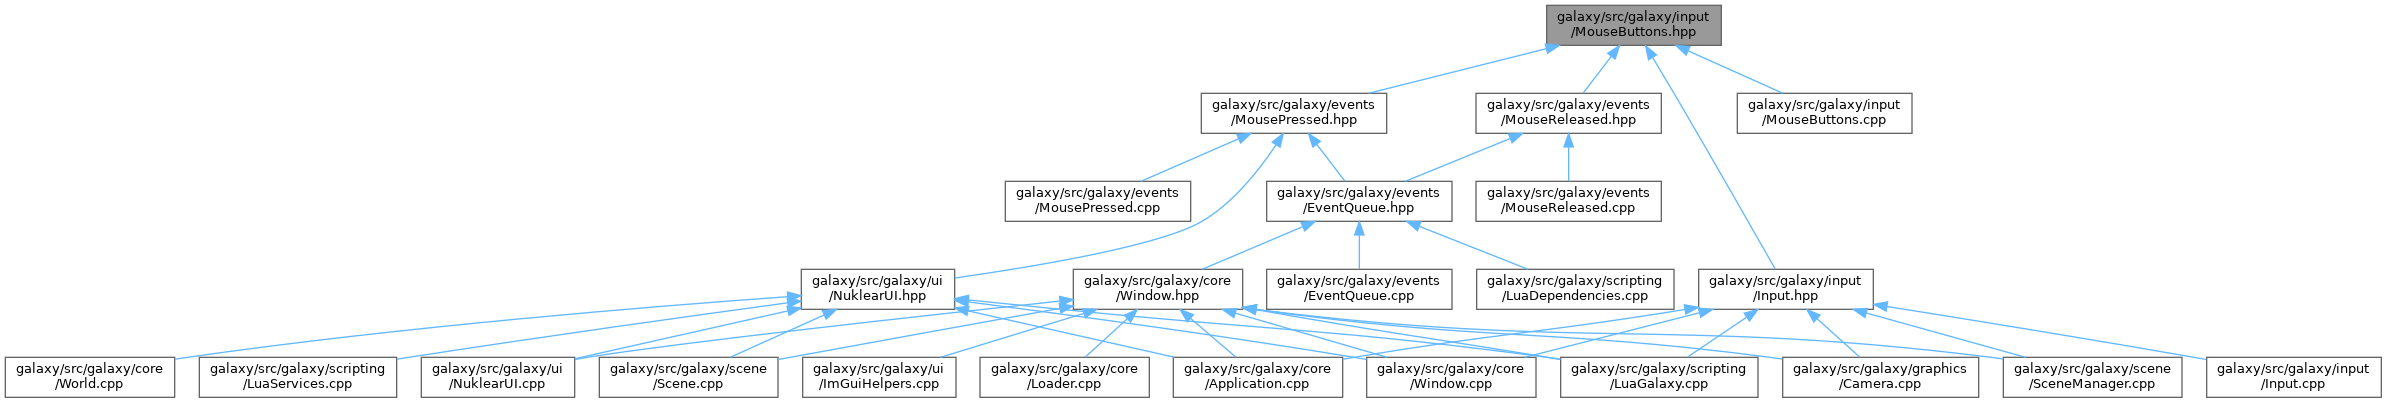 galaxy/src/galaxy/input
/MouseButtons.hpp
galaxy/src/galaxy/events
/MousePressed.hpp
galaxy/src/galaxy/events
/MouseReleased.hpp
galaxy/src/galaxy/input
/MouseButtons.cpp
galaxy/src/galaxy/events
/MousePressed.cpp
galaxy/src/galaxy/events
/EventQueue.hpp
galaxy/src/galaxy/events
/MouseReleased.cpp
galaxy/src/galaxy/ui
/NuklearUI.hpp
galaxy/src/galaxy/core
/Window.hpp
galaxy/src/galaxy/events
/EventQueue.cpp
galaxy/src/galaxy/scripting
/LuaDependencies.cpp
galaxy/src/galaxy/input
/Input.hpp
galaxy/src/galaxy/core
/World.cpp
galaxy/src/galaxy/scripting
/LuaServices.cpp
galaxy/src/galaxy/ui
/NuklearUI.cpp
galaxy/src/galaxy/scene
/Scene.cpp
galaxy/src/galaxy/ui
/ImGuiHelpers.cpp
galaxy/src/galaxy/core
/Loader.cpp
galaxy/src/galaxy/core
/Application.cpp
galaxy/src/galaxy/core
/Window.cpp
galaxy/src/galaxy/scripting
/LuaGalaxy.cpp
galaxy/src/galaxy/graphics
/Camera.cpp
galaxy/src/galaxy/scene
/SceneManager.cpp
galaxy/src/galaxy/input
/Input.cpp